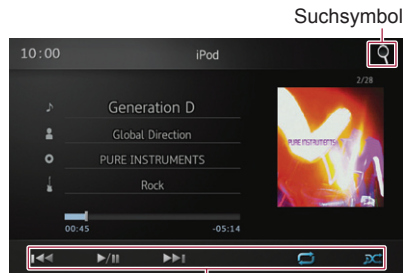 Suchsymbol
10:00
iPod
2/28
Generation D
Global Direction
PURE INSTRUMENTS
PURE INSTRUMENTS
Rock
00:45
-05:14